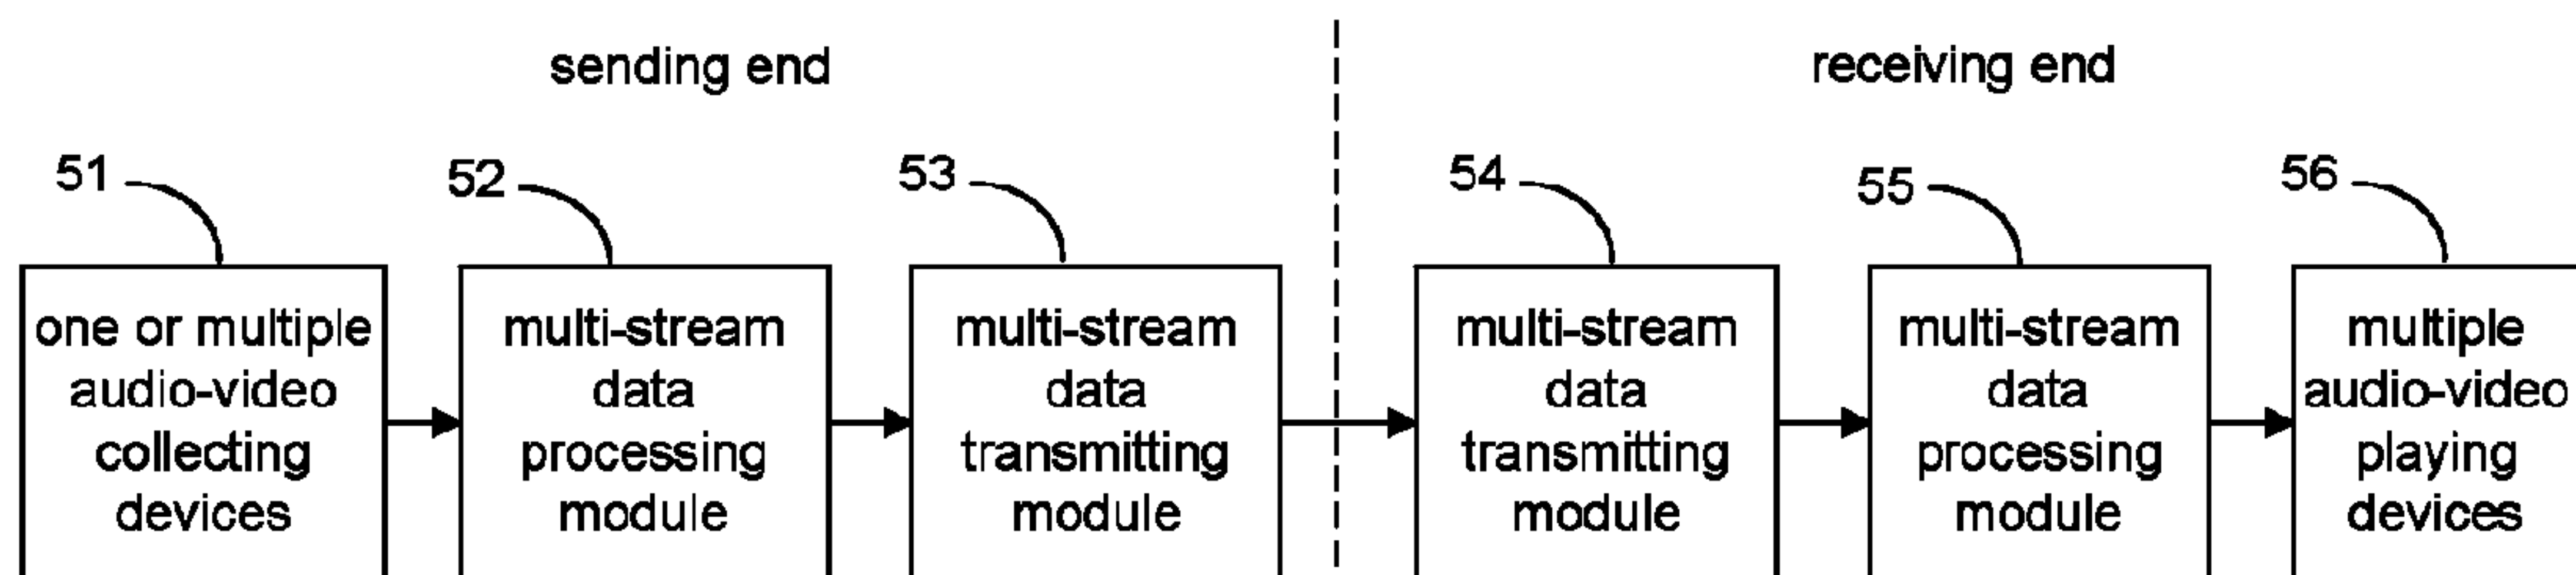 sending end
receiving end
51
52
53
54
55
56
one or multiple
audio-video
collecting
devices
multi-stream
data
processing
module
multi-stream
data
transmitting
module
multi-stream
data
transmitting
module
multi-stream
data
processing
module
multiple
audio-video
playing
devices